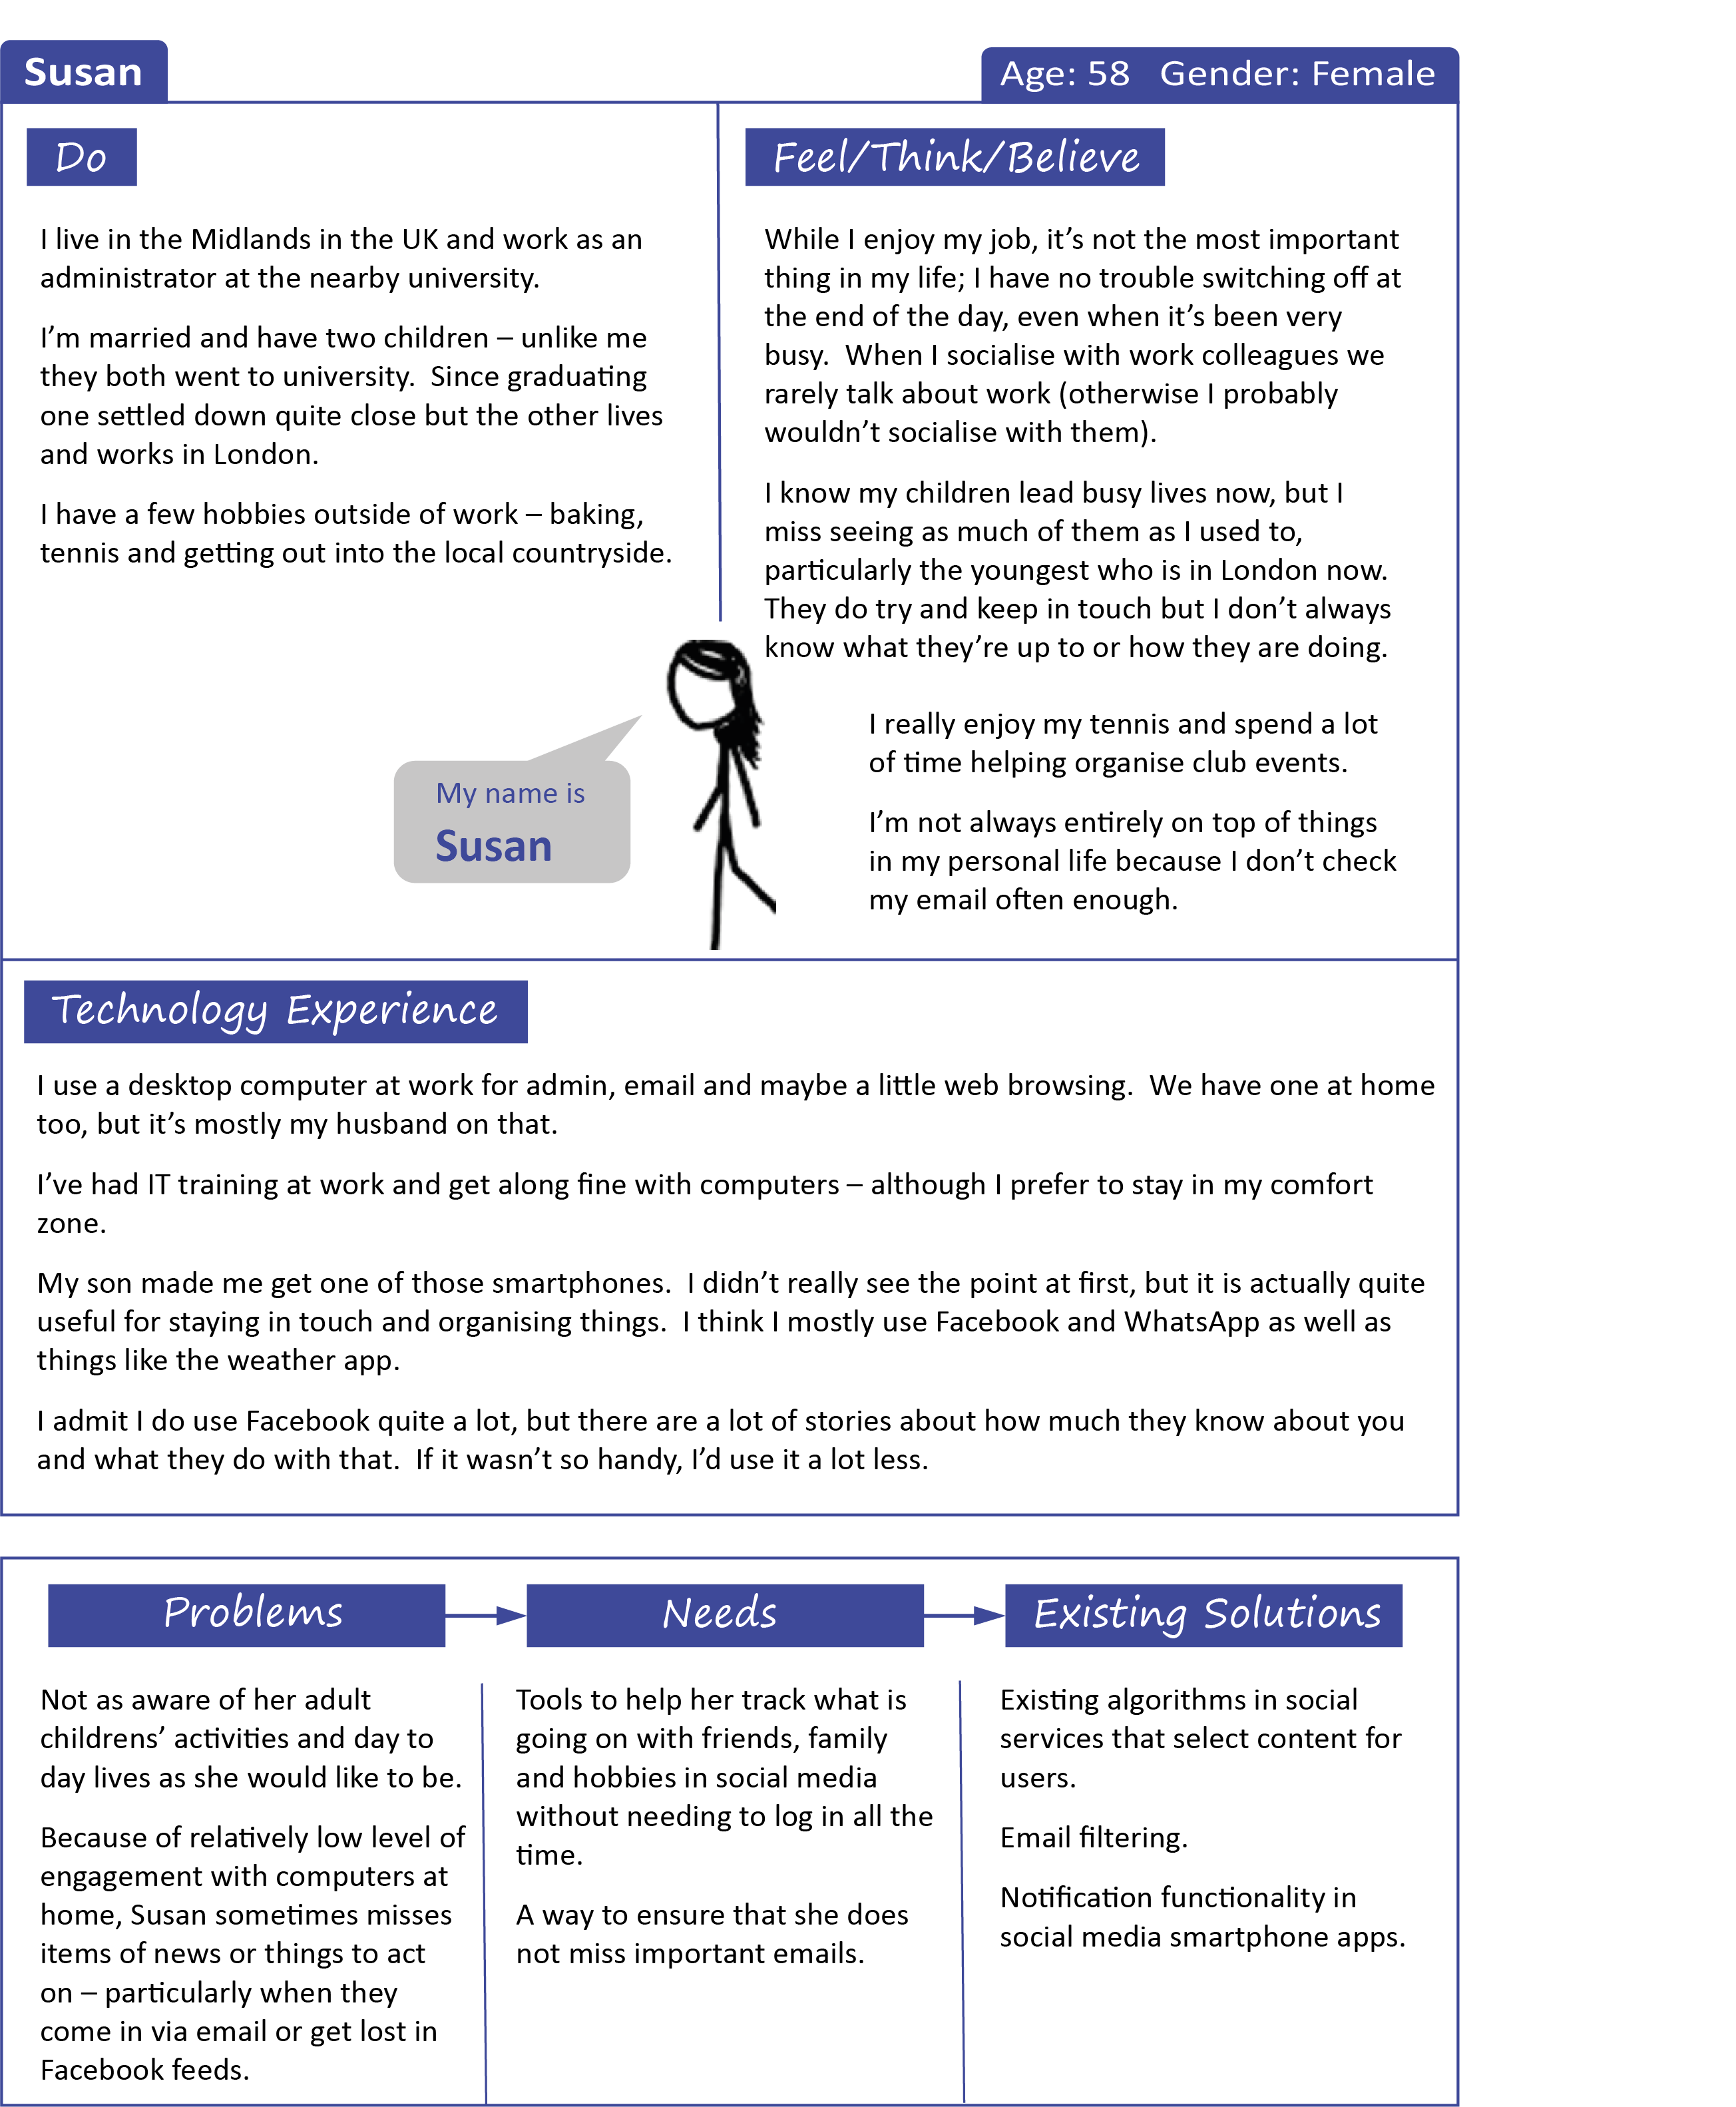 Susan
Age: 58 Gender: Female
Do
I live in the Midlands in the UK and work as an
administrator at the nearby university.
I’m married and have two children – unlike me
they both went to university. Since graduating
one settled down quite close but the other lives
and works in London.
I have a few hobbies outside of work – baking,
tennis and getting out into the local countryside.
My name is
Susan
Feel/Think/Believe
While I enjoy my job, it’s not the most important
thing in my life; I have no trouble switching off at
the end of the day, even when it’s been very
busy. When I socialise with work colleagues we
rarely talk about work (otherwise I probably
wouldn’t socialise with them).
I know my children lead busy lives now, but I
miss seeing as much of them as I used to,
particularly the youngest who is in London now.
They do try and keep in touch but I don’t always
know what they’re up to or how they are doing.
I really enjoy my tennis and spend a lot
of time helping organise club events.
I’m not always entirely on top of things
in my personal life because I don’t check
my email often enough.
Technology Experience
I use a desktop computer at work for admin, email and maybe a little web browsing. We have one at home
too, but it’s mostly my husband on that.
I’ve had IT training at work and get along fine with computers – although I prefer to stay in my comfort
zone.
My son made me get one of those smartphones. I didn’t really see the point at first, but it is actually quite
useful for staying in touch and organising things. I think I mostly use Facebook and WhatsApp as well as
things like the weather app.
I admit I do use Facebook quite a lot, but there are a lot of stories about how much they know about you
and what they do with that. If it wasn’t so handy, I’d use it a lot less.
Problems
Not as aware of her adult
childrens’ activities and day to
day lives as she would like to be.
Because of relatively low level of
engagement with computers at
home, Susan sometimes misses
items of news or things to act
on – particularly when they
come in via email or get lost in
Facebook feeds.
Needs
Tools to help her track what is
going on with friends, family
and hobbies in social media
without needing to log in all the
time.
A way to ensure that she does
not miss important emails.
Existing Solutions
Existing algorithms in social
services that select content for
users.
Email filtering.
Notification functionality in
social media smartphone apps.